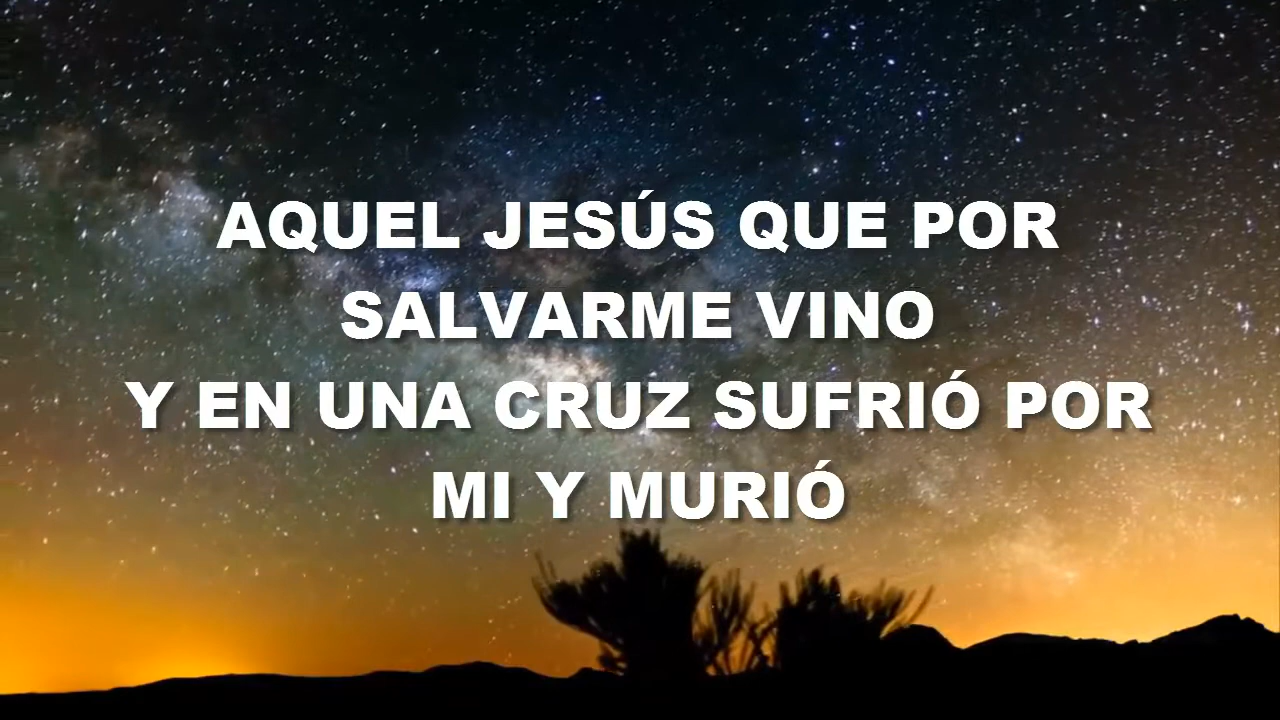 AQUEL JESÚS QUE POR
SALVARME VINO
Y EN UNA CRUZ SUFRIÓ POR
MI Y MURIÓ